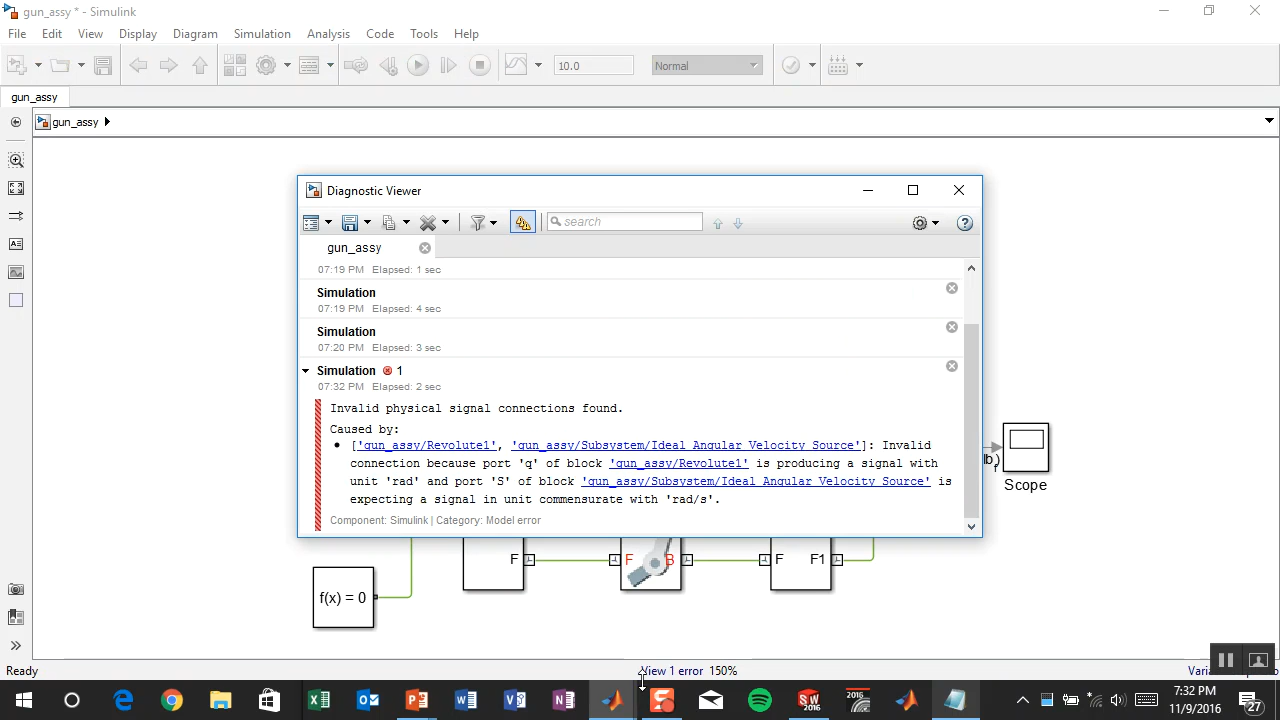 gun_assy * - Simulink
File Edit View Display Diagram Simulation Analysis Code Tools Help
10.0 Normal
gun_assy
gun_assy
Diagnostic Viewer
search
gun_assy
07:19 PM Elapsed: 1 sec
Simulation
07:19 PM Elapsed: 4 sec
Simulation
07:20 PM Elapsed: 3 sec
Simulation 1
07:32 PM Elapsed: 2 sec
Invalid physical signal connections found.
Caused by:
['gun_assy/Revolute1', 'gun_assy/Subsystem/Ideal Angular Velocity Source']: Invalid
connection because port 'q' of block 'gun_assy/Revolute1' is producing a signal with
unit 'rad' and port 'S' of block 'gun_assy/Subsystem/Ideal Angular Velocity Source' is
expecting a signal in unit commensurate with 'rad/s'.
Component: Simulink | Category: Model error
lb)
Scope
F F B F F1
f(x) = 0
Ready View 1 error 150%
7:32 PM
11/9/2016
27